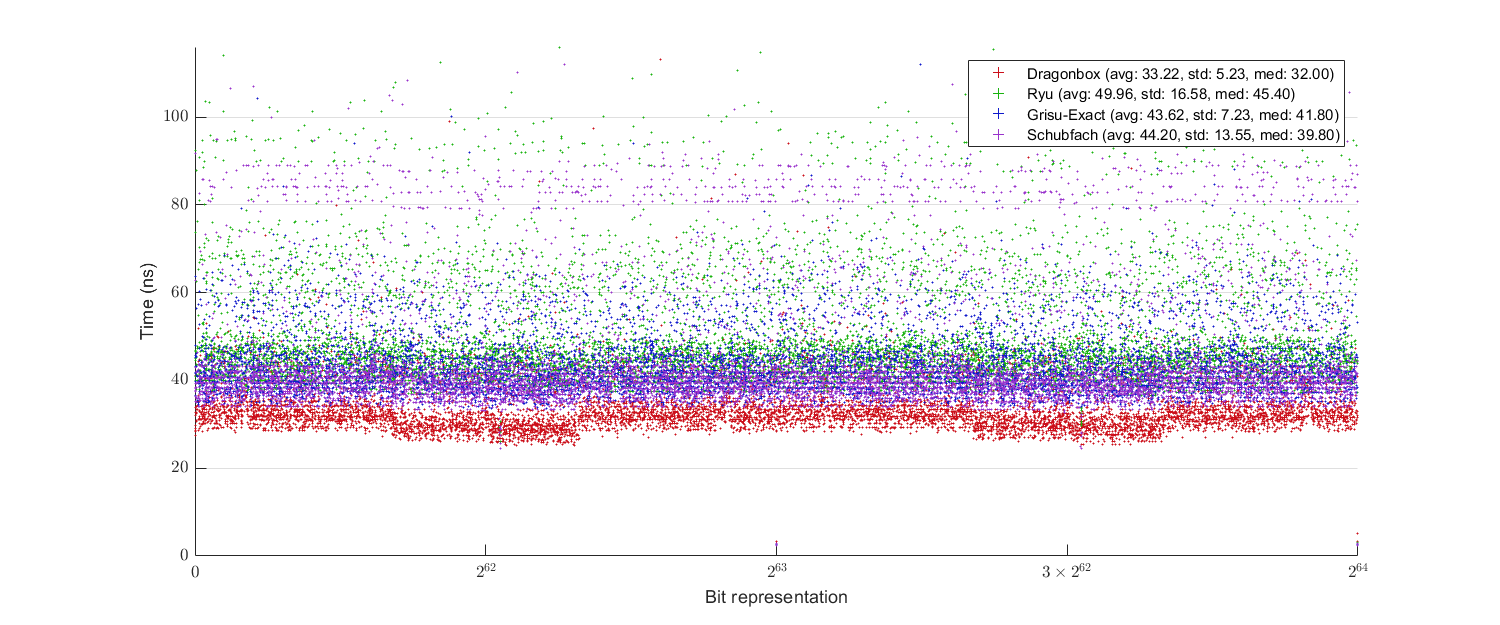 Dragonbox (avg: 33.22, std: 5.23, med: 32.00)
Ryu (avg: 49.96, std: 16.58, med: 45.40)
Grisu-Exact (avg: 43.62, std: 7.23, med: 41.80)
Schubfach (avg: 44.20, std: 13.55, med: 39.80)
Time (ns)
100
80
60
40
20
0
0 2^62 2^63 3 × 2^62 2^64
Bit representation